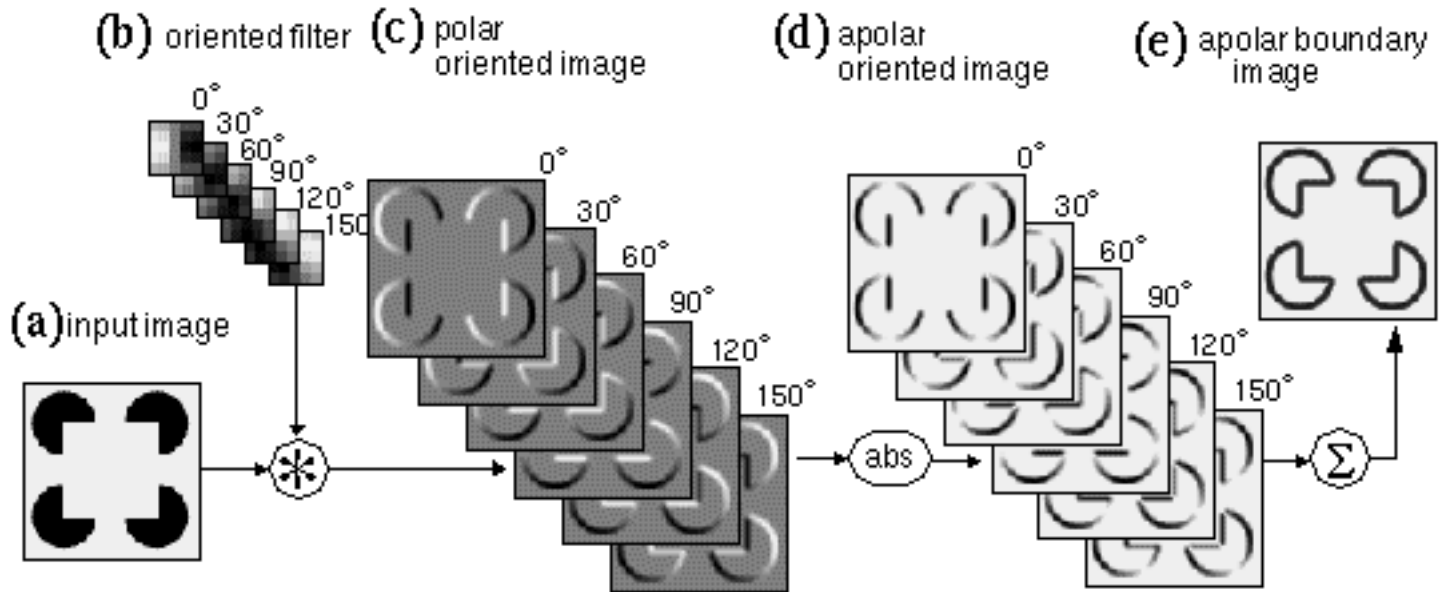 (b) oriented filter
(c) polar
oriented image
(d) apolar
oriented image
(e) apolar boundary
image
0°
30°
60°
90°
120°
150
0°
30°
60°
90°
120°
150°
0°
30°
60°
90°
120°
150°
(a) input image
*
abs
Σ